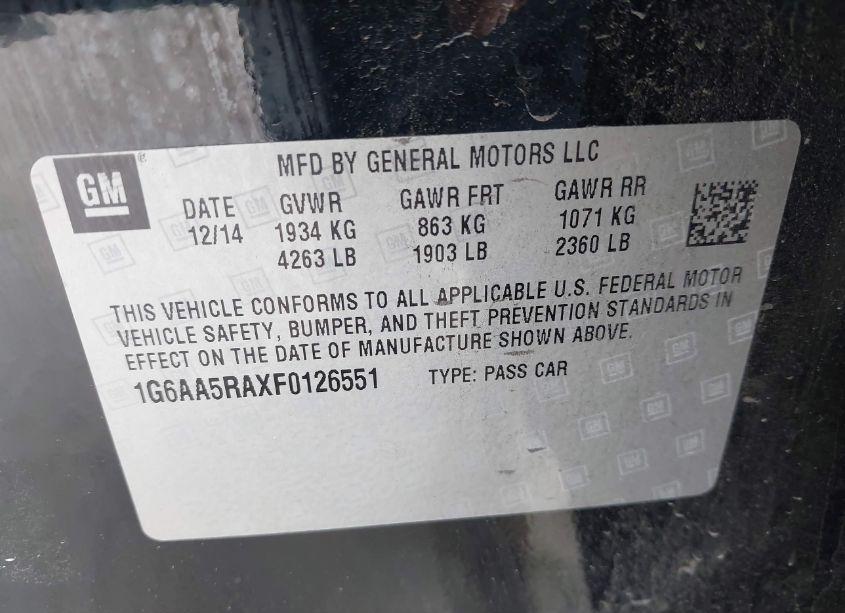 GM
MFD BY GENERAL MOTORS LLC
DATE GVWR GAWR FRT GAWR RR
12/14 1934 KG 863 KG 1071 KG
4263 LB 1903 LB 2360 LB
THIS VEHICLE CONFORMS TO ALL APPLICABLE U.S. FEDERAL MOTOR
VEHICLE SAFETY, BUMPER, AND THEFT PREVENTION STANDARDS IN
EFFECT ON THE DATE OF MANUFACTURE SHOWN ABOVE.
1G6AA5RAXF0126551 TYPE: PASS CAR